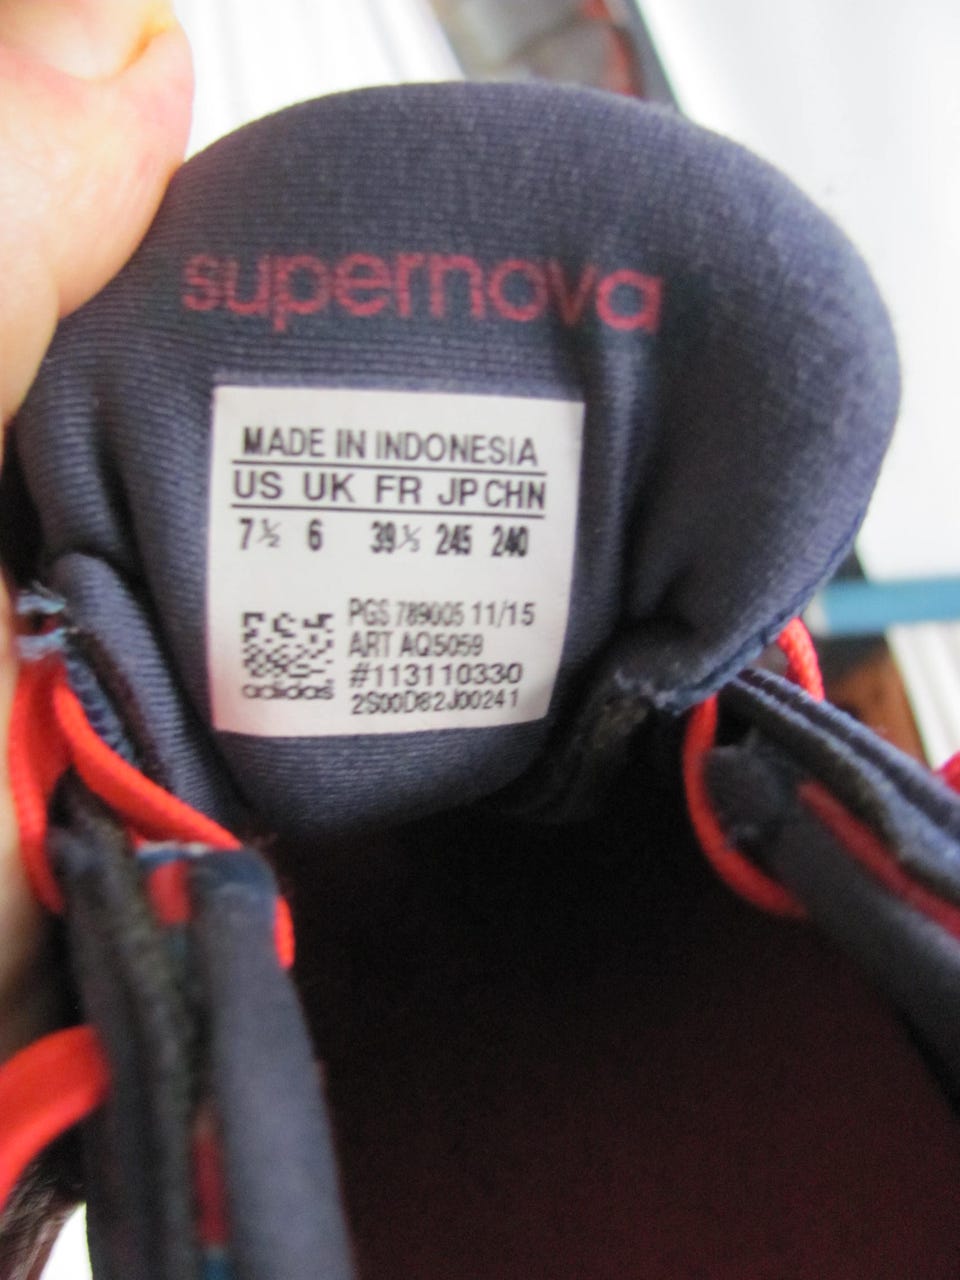 supernova
MADE IN INDONESIA
US UK FR JP CHN
7½ 6 39⅓ 245 240
PGS 789005 11/15
ART AQ5059
#113110330
adidas
2S00D82J00241